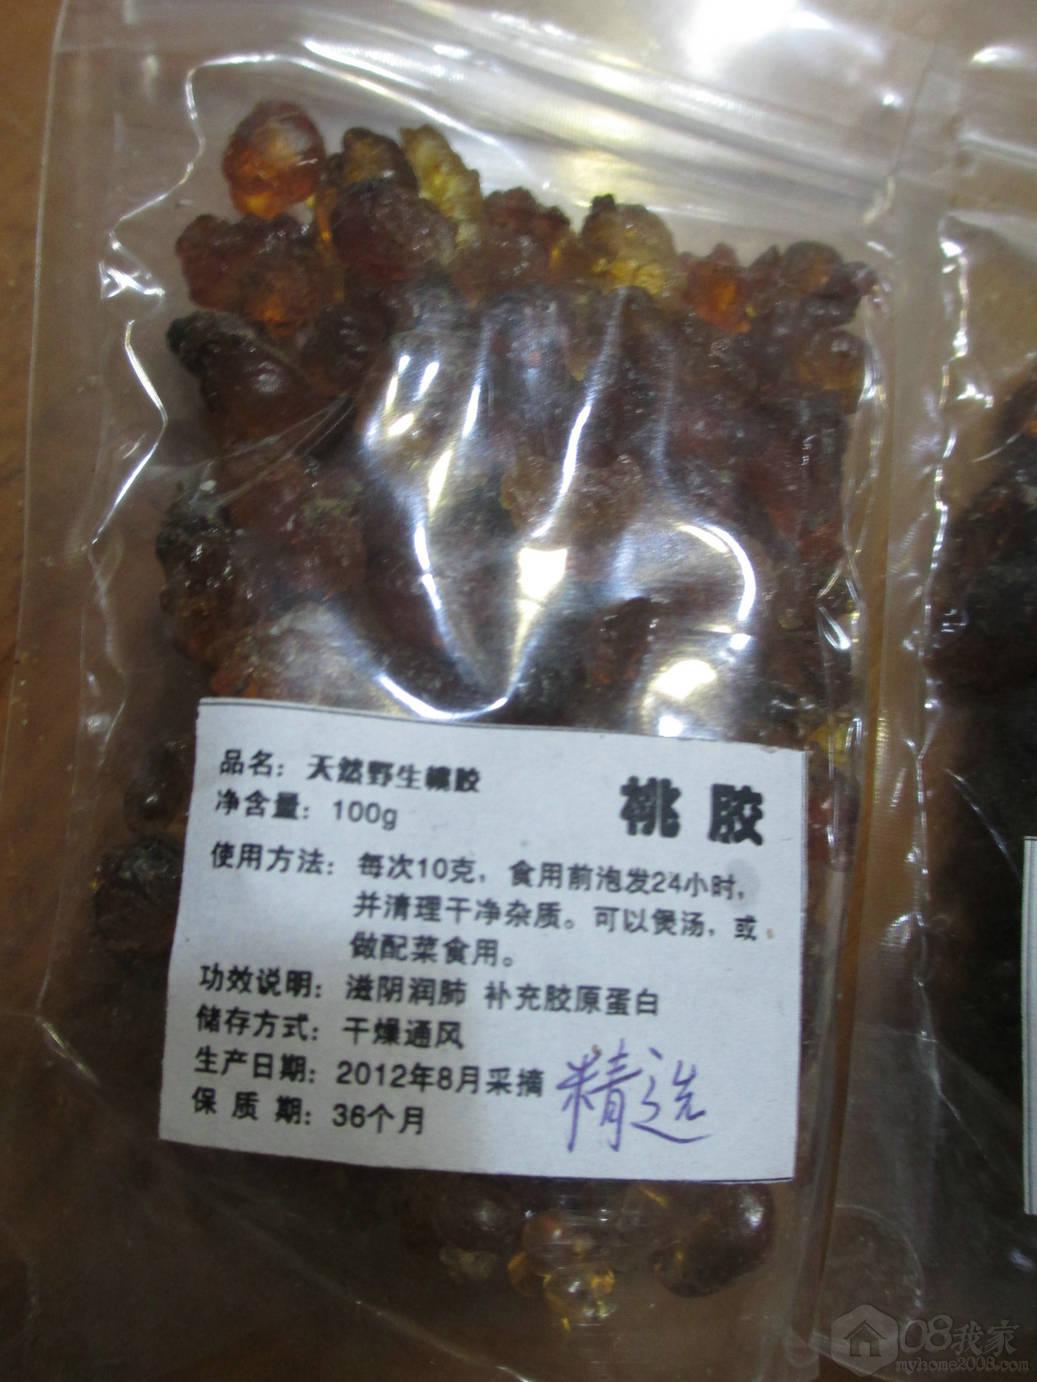 品名：天然野生桃胶
桃胶
净含量：100g
使用方法：每次10克，食用前泡发24小时，
并清理干净杂质。可以煲汤，或
做配菜食用。
功效说明：滋阴润肺 补充胶原蛋白
储存方式：干燥通风
生产日期：2012年8月采摘
精选
保 质 期：36个月
08我家
myhome2008.com